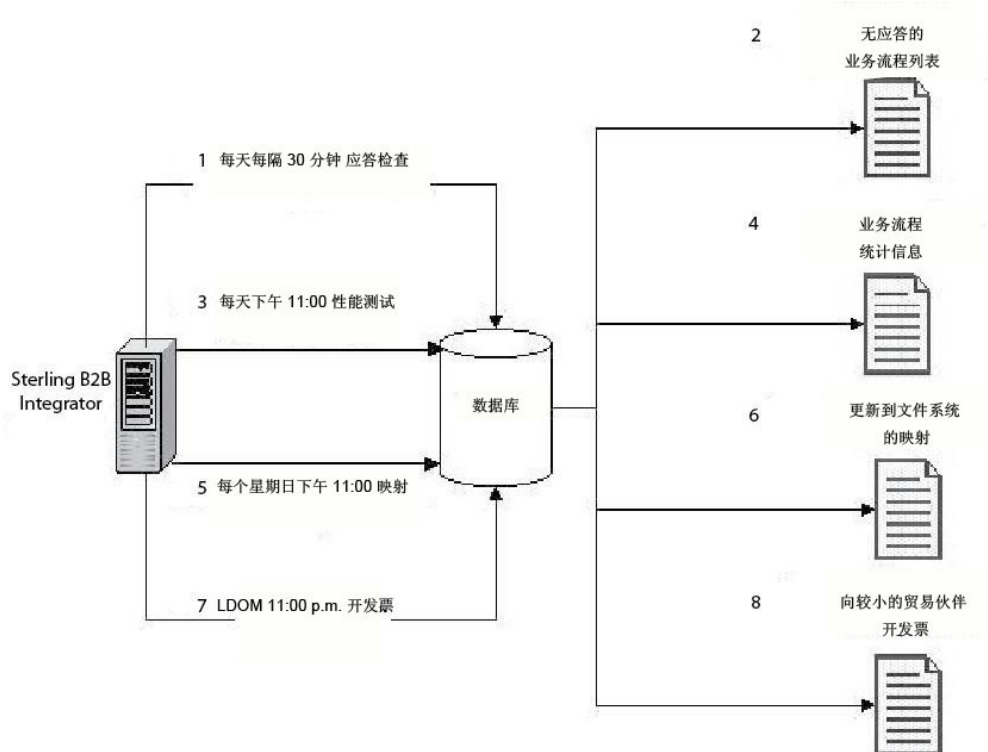 2 无应答的
业务流程列表
1 每天每隔 30 分钟 应答检查
4 业务流程
统计信息
3 每天下午 11:00 性能测试
Sterling B2B
Integrator
数据库
6 更新到文件系统
的映射
5 每个星期日下午 11:00 映射
7 LDOM 11:00 p.m. 开发票
8 向较小的贸易伙伴
开发票